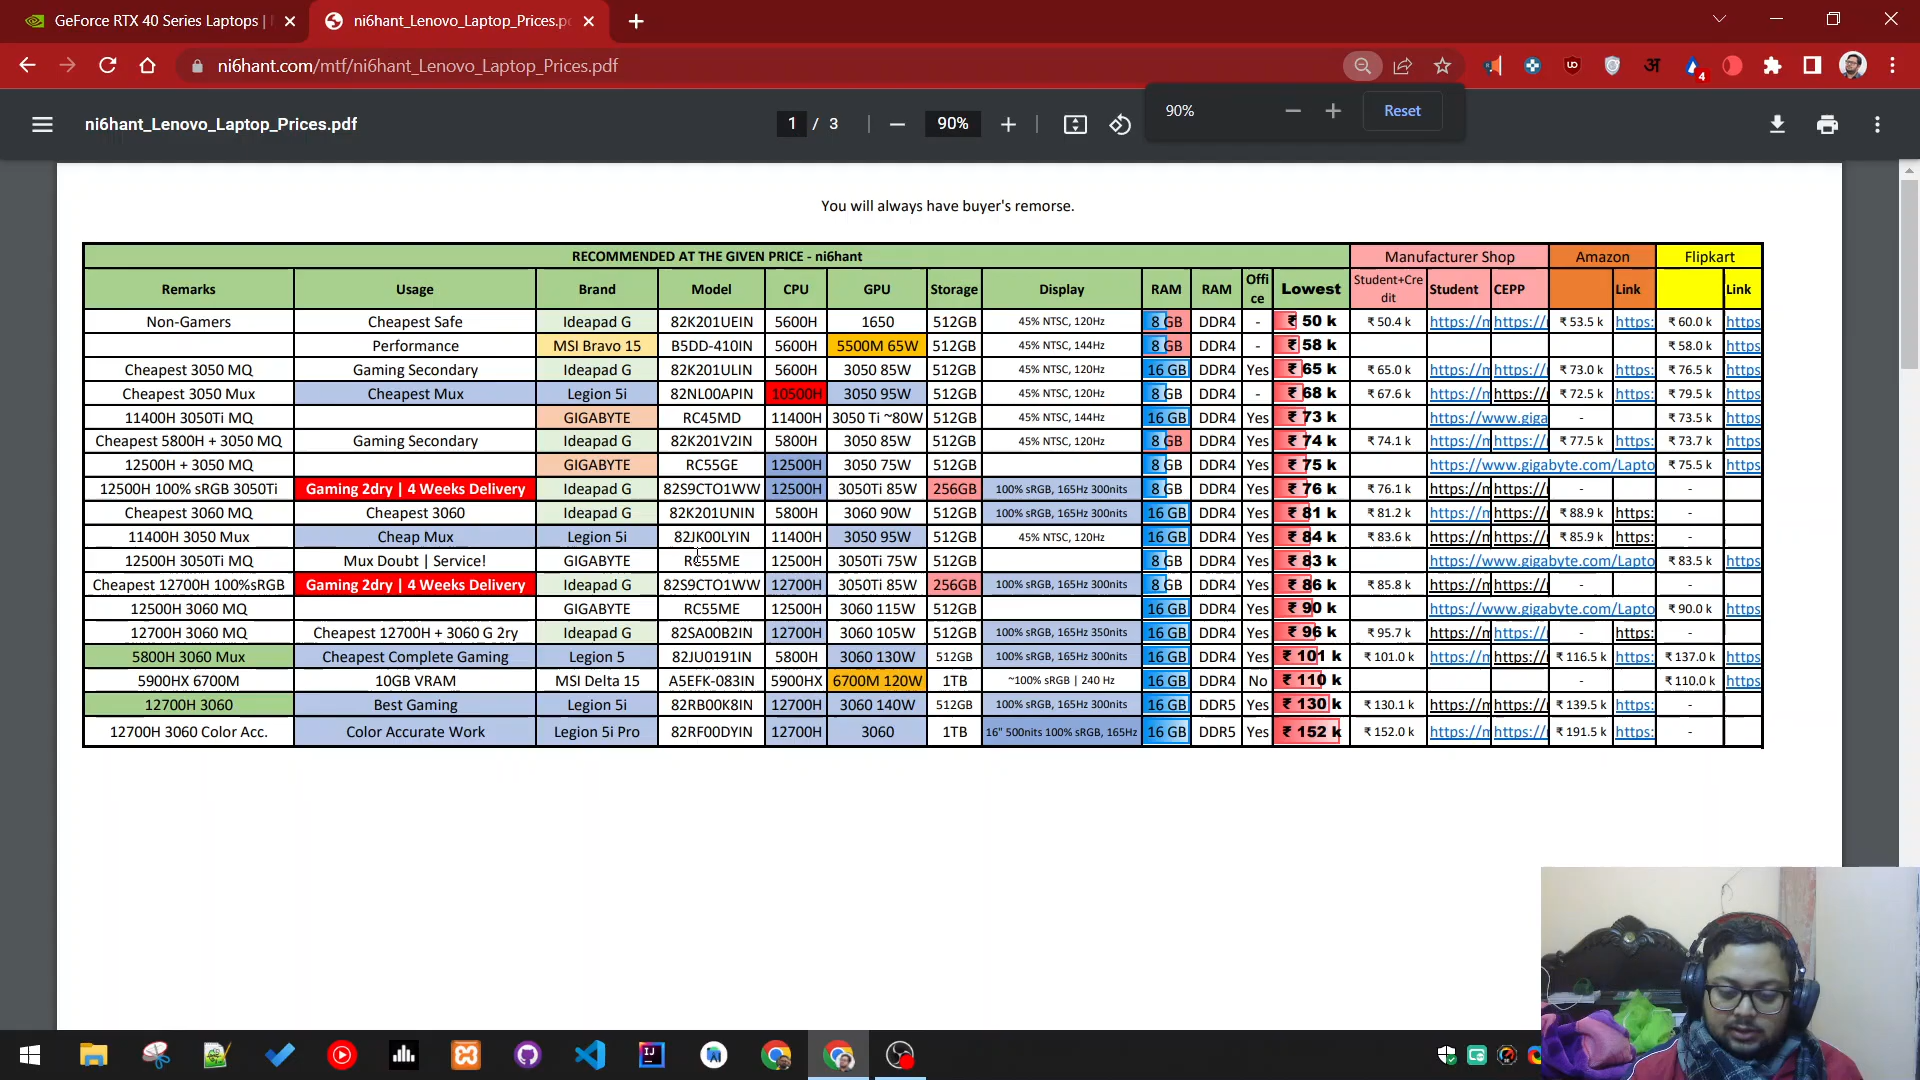 GeForce RTX 40 Series Laptops |
ni6hant_Lenovo_Laptop_Prices.p
ni6hant.com/mtf/ni6hant_Lenovo_Laptop_Prices.pdf
अ
4
ni6hant_Lenovo_Laptop_Prices.pdf
1 / 3
90%
90%
Reset
You will always have buyer's remorse.
RECOMMENDED AT THE GIVEN PRICE - ni6hant Manufacturer Shop Amazon Flipkart
Remarks Usage Brand Model CPU GPU Storage Display RAM RAM Office Lowest Student+Credit Student CEPP Link Link
Non-Gamers Cheapest Safe Ideapad G 82K201UEIN 5600H 1650 512GB 45% NTSC, 120Hz 8 GB DDR4 - ₹ 50 k ₹ 50.4 k https://m https:// ₹ 53.5 k https: ₹ 60.0 k https
Performance MSI Bravo 15 B5DD-410IN 5600H 5500M 65W 512GB 45% NTSC, 144Hz 8 GB DDR4 - ₹ 58 k ₹ 58.0 k https
Cheapest 3050 MQ Gaming Secondary Ideapad G 82K201ULIN 5600H 3050 85W 512GB 45% NTSC, 120Hz 16 GB DDR4 Yes ₹ 65 k ₹ 65.0 k https://m https:// ₹ 73.0 k https: ₹ 76.5 k https
Cheapest 3050 Mux Cheapest Mux Legion 5i 82NL00APIN 10500H 3050 95W 512GB 45% NTSC, 120Hz 8 GB DDR4 - ₹ 68 k ₹ 67.6 k https://m https:// ₹ 72.5 k https: ₹ 79.5 k https
11400H 3050Ti MQ GIGABYTE RC45MD 11400H 3050 Ti ~80W 512GB 45% NTSC, 144Hz 16 GB DDR4 Yes ₹ 73 k https://www.giga - ₹ 73.5 k https
Cheapest 5800H + 3050 MQ Gaming Secondary Ideapad G 82K201V2IN 5800H 3050 85W 512GB 45% NTSC, 120Hz 8 GB DDR4 Yes ₹ 74 k ₹ 74.1 k https://m https:// ₹ 77.5 k https: ₹ 73.7 k https
12500H + 3050 MQ GIGABYTE RC55GE 12500H 3050 75W 512GB 8 GB DDR4 Yes ₹ 75 k https://www.gigabyte.com/Lapto ₹ 75.5 k https
12500H 100% sRGB 3050Ti Gaming 2dry | 4 Weeks Delivery Ideapad G 82S9CTO1WW 12500H 3050Ti 85W 256GB 100% sRGB, 165Hz 300nits 8 GB DDR4 Yes ₹ 76 k ₹ 76.1 k https://m https:// - -
Cheapest 3060 MQ Cheapest 3060 Ideapad G 82K201UNIN 5800H 3060 90W 512GB 100% sRGB, 165Hz 300nits 16 GB DDR4 Yes ₹ 81 k ₹ 81.2 k https://m https:// ₹ 88.9 k https: -
11400H 3050 Mux Cheap Mux Legion 5i 82JK00LYIN 11400H 3050 95W 512GB 45% NTSC, 120Hz 16 GB DDR4 Yes ₹ 84 k ₹ 83.6 k https://m https:// ₹ 85.9 k https: -
12500H 3050Ti MQ Mux Doubt | Service! GIGABYTE RC55ME 12500H 3050Ti 75W 512GB 8 GB DDR4 Yes ₹ 83 k https://www.gigabyte.com/Lapto ₹ 83.5 k https
Cheapest 12700H 100%sRGB Gaming 2dry | 4 Weeks Delivery Ideapad G 82S9CTO1WW 12700H 3050Ti 85W 256GB 100% sRGB, 165Hz 300nits 8 GB DDR4 Yes ₹ 86 k ₹ 85.8 k https://m https:// - -
12500H 3060 MQ GIGABYTE RC55ME 12500H 3060 115W 512GB 16 GB DDR4 Yes ₹ 90 k https://www.gigabyte.com/Lapto ₹ 90.0 k https
12700H 3060 MQ Cheapest 12700H + 3060 G 2ry Ideapad G 82SA00B2IN 12700H 3060 105W 512GB 100% sRGB, 165Hz 350nits 16 GB DDR4 Yes ₹ 96 k ₹ 95.7 k https://m https:// - https: -
5800H 3060 Mux Cheapest Complete Gaming Legion 5 82JU0191IN 5800H 3060 130W 512GB 100% sRGB, 165Hz 300nits 16 GB DDR4 Yes ₹ 101 k ₹ 101.0 k https://m https:// ₹ 116.5 k https: ₹ 137.0 k https
5900HX 6700M 10GB VRAM MSI Delta 15 A5EFK-083IN 5900HX 6700M 120W 1TB ~100% sRGB | 240 Hz 16 GB DDR4 No ₹ 110 k - ₹ 110.0 k https
12700H 3060 Best Gaming Legion 5i 82RB00K8IN 12700H 3060 140W 512GB 100% sRGB, 165Hz 300nits 16 GB DDR5 Yes ₹ 130 k ₹ 130.1 k https://m https:// ₹ 139.5 k https: -
12700H 3060 Color Acc. Color Accurate Work Legion 5i Pro 82RF00DYIN 12700H 3060 1TB 16" 500nits 100% sRGB, 165Hz 16 GB DDR5 Yes ₹ 152 k ₹ 152.0 k https://m https:// ₹ 191.5 k https: -